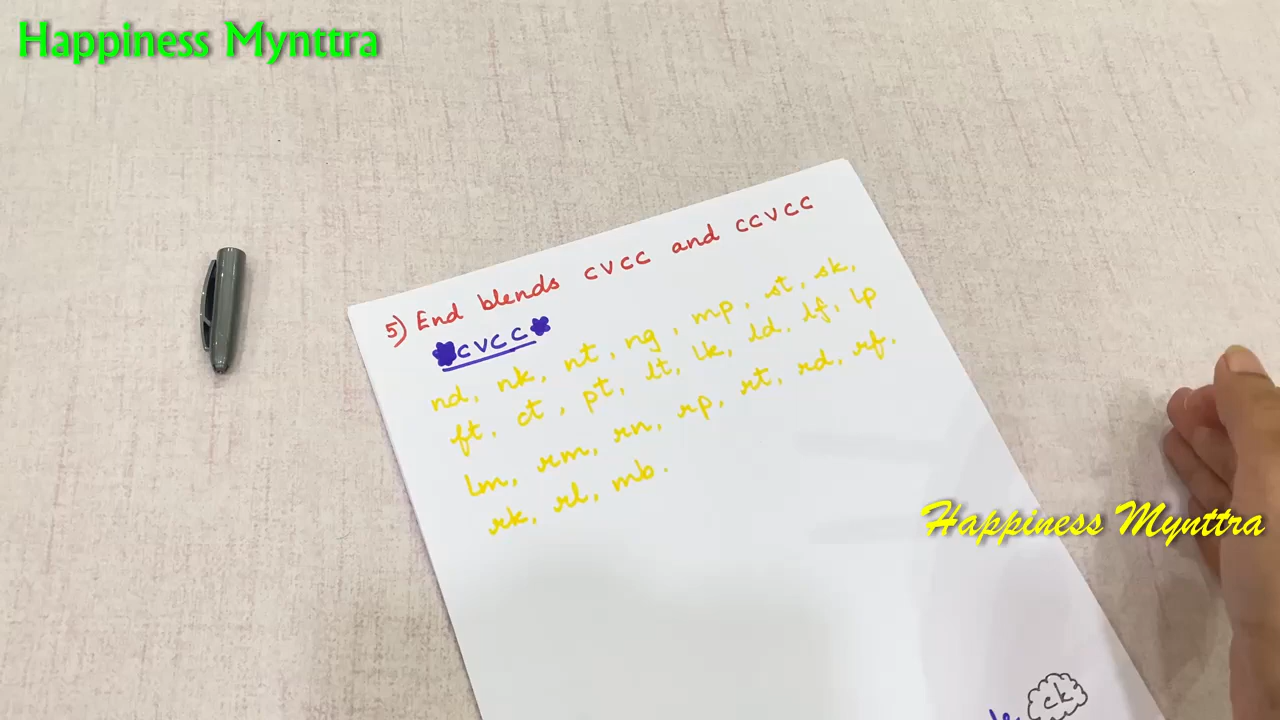 Happiness Mynttra
5) End blends CVCC and CCVCC
CVCC
nd, nk, nt, ng, mp, st, sk,
ft, ct, pt, lt, lk, ld, lf, lp
lm, rm, rn, rp, rt, rd, rf.
rk, rl, mb.
Happiness Mynttra
ck